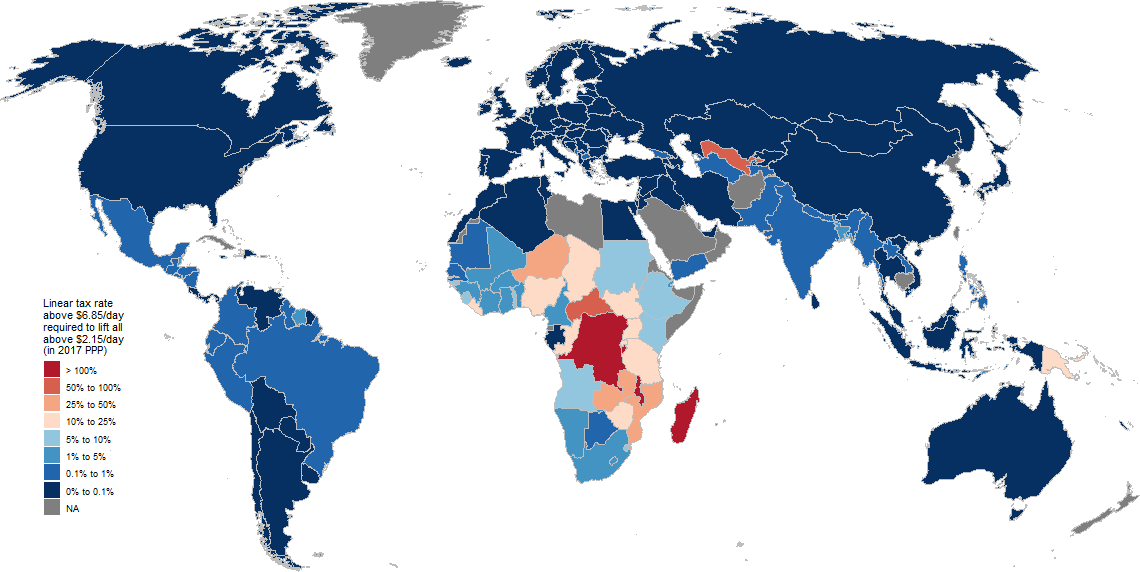 Linear tax rate
above $6.85/day
required to lift all
above $2.15/day
(in 2017 PPP)
> 100%
50% to 100%
25% to 50%
10% to 25%
5% to 10%
1% to 5%
0.1% to 1%
0% to 0.1%
NA